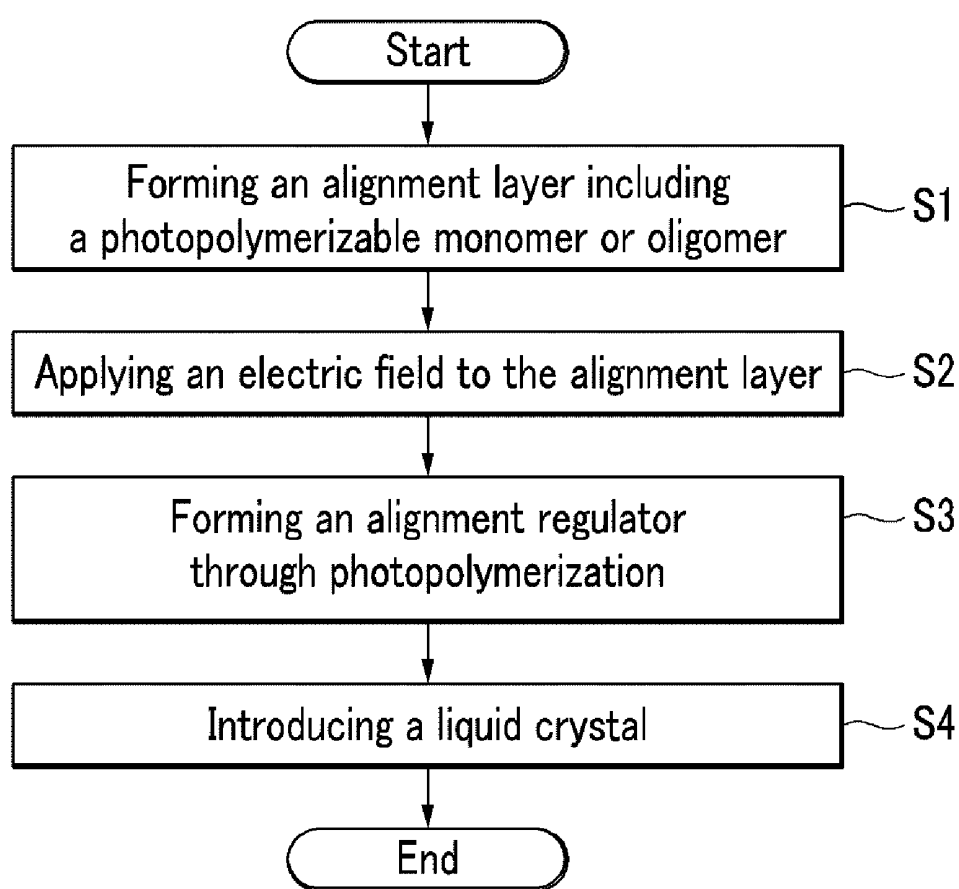 Start
Forming an alignment layer including
a photopolymerizable monomer or oligomer
S1
Applying an electric field to the alignment layer
S2
Forming an alignment regulator
through photopolymerization
S3
Introducing a liquid crystal
S4
End